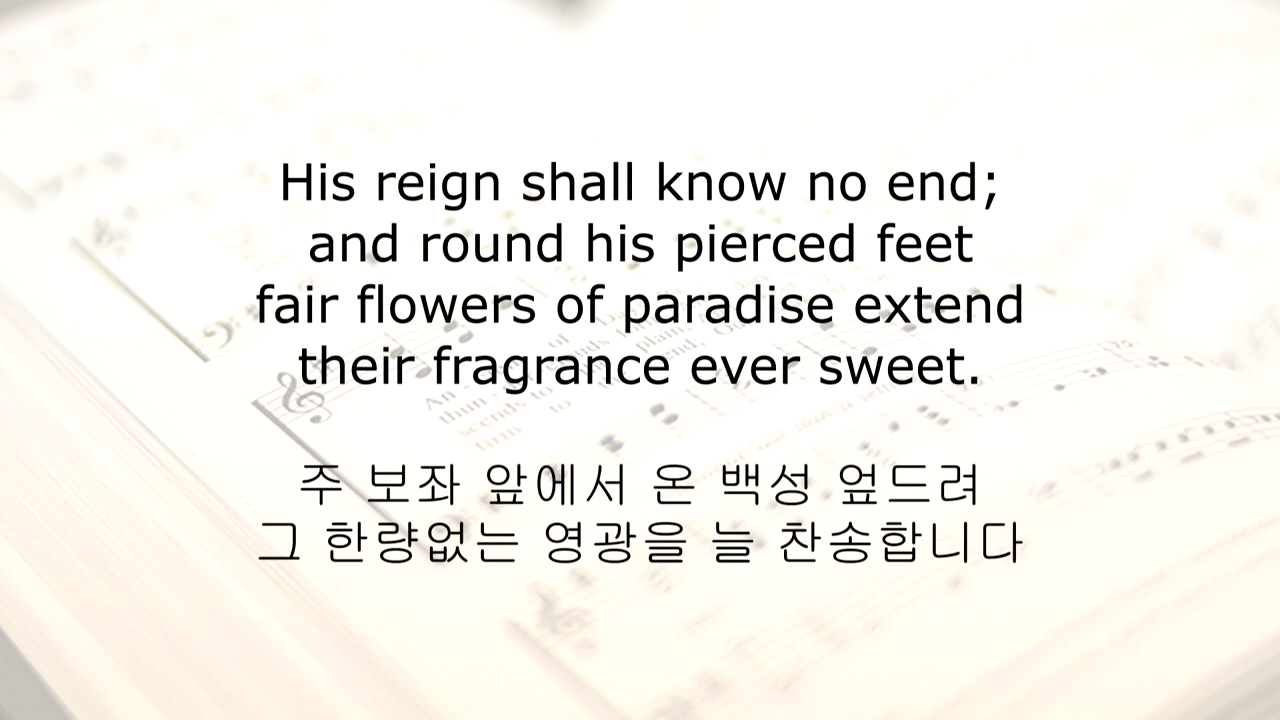 His reign shall know no end;
and round his pierced feet
fair flowers of paradise extend
their fragrance ever sweet.
주 보좌 앞에서 온 백성 엎드려
그 한량없는 영광을 늘 찬송합니다